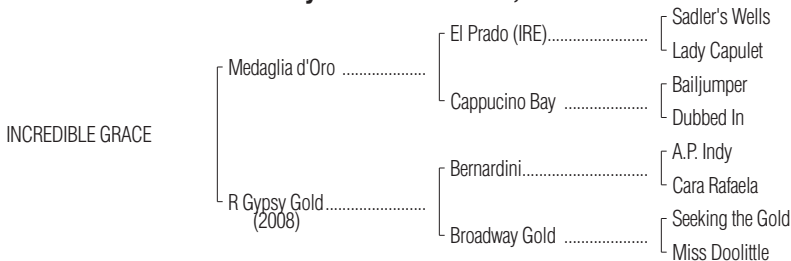 Sadler's Wells
El Prado (IRE)
Lady Capulet
Medaglia d'Oro
Bailjumper
Cappucino Bay
Dubbed In
INCREDIBLE GRACE
A.P. Indy
Bernardini
Cara Rafaela
R Gypsy Gold
(2008)
Seeking the Gold
Broadway Gold
Miss Doolittle